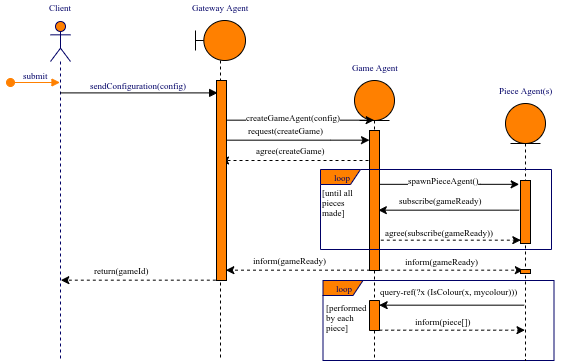 Client
Gateway Agent
Game Agent
Piece Agent(s)
submit
sendConfiguration(config)
createGameAgent(config)
request(createGame)
agree(createGame)
loop
[until all
pieces
made]
spawnPieceAgent()
subscribe(gameReady)
agree(subscribe(gameReady))
inform(gameReady)
inform(gameReady)
return(gameId)
loop
query-ref(?x (IsColour(x, mycolour)))
[performed
by each
piece]
inform(piece[])